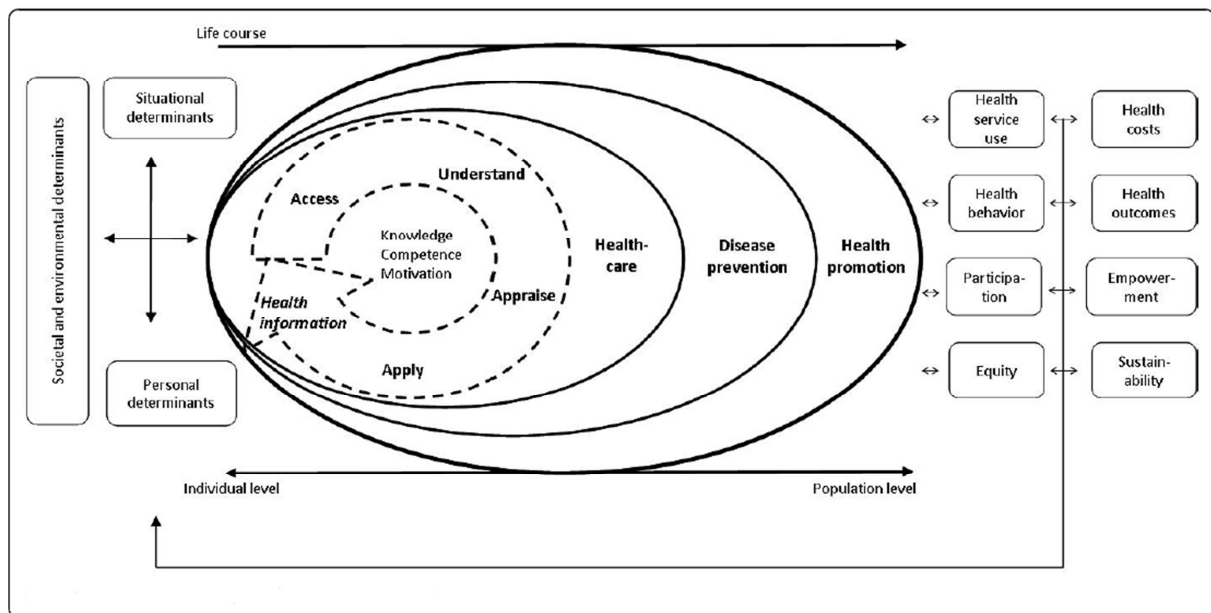 Life course
Societal and environmental determinants
Situational
determinants
Personal
determinants
Access
Understand
Knowledge
Competence
Motivation
Health
information
Appraise
Apply
Health-
care
Disease
prevention
Health
promotion
Health
service
use
Health
costs
Health
behavior
Health
outcomes
Participa-
tion
Empower-
ment
Equity
Sustain-
ability
Individual level
Population level